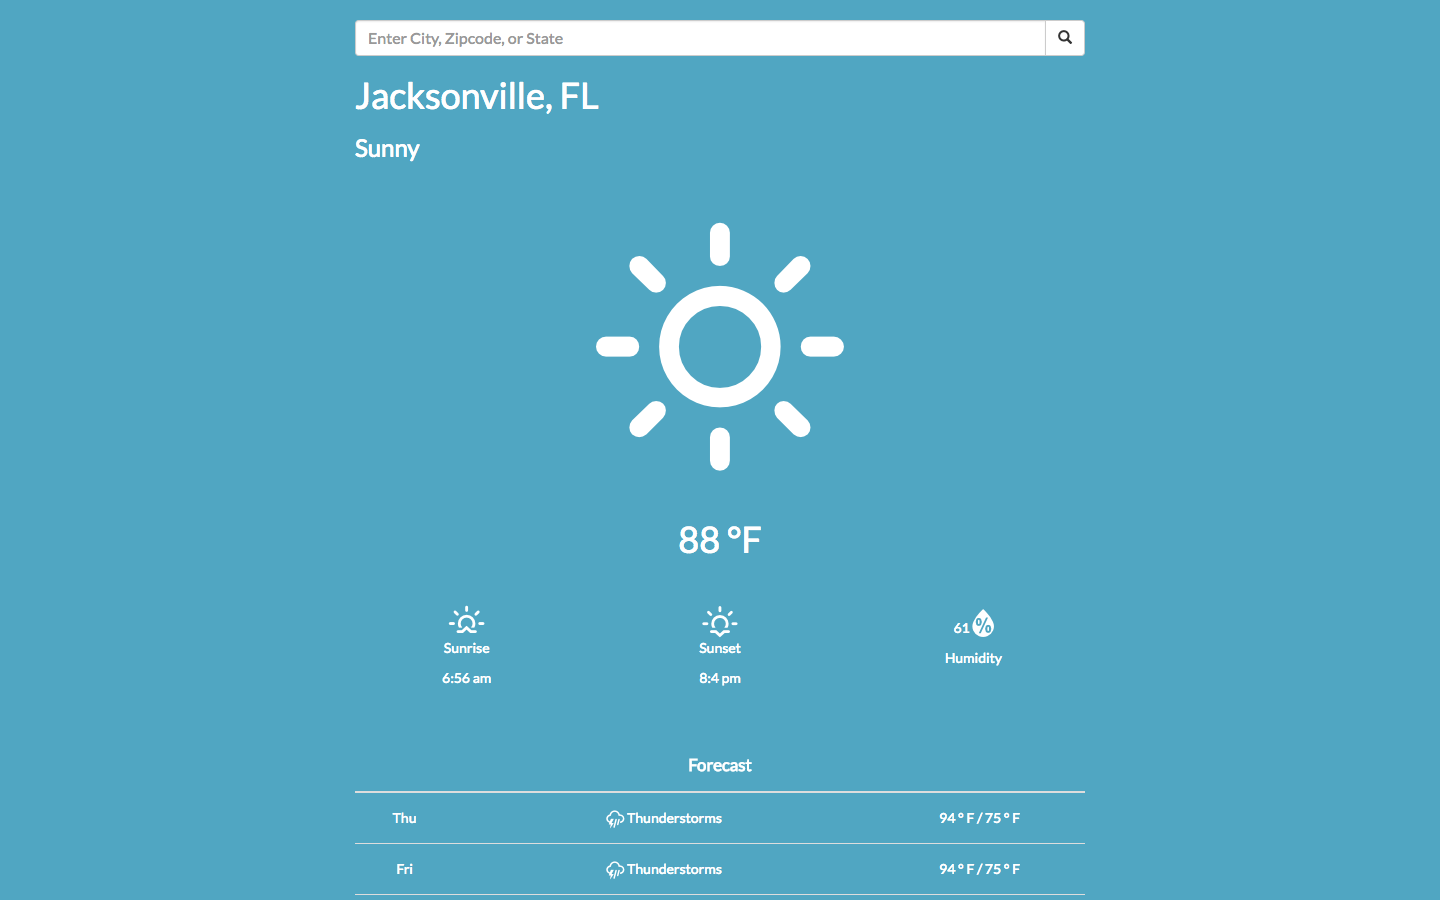 Enter City, Zipcode, or State
Jacksonville, FL
Sunny
88 °F
61 %
Sunrise Sunset Humidity
6:56 am 8:4 pm
Forecast
Thu Thunderstorms 94 ° F / 75 ° F
Fri Thunderstorms 94 ° F / 75 ° F